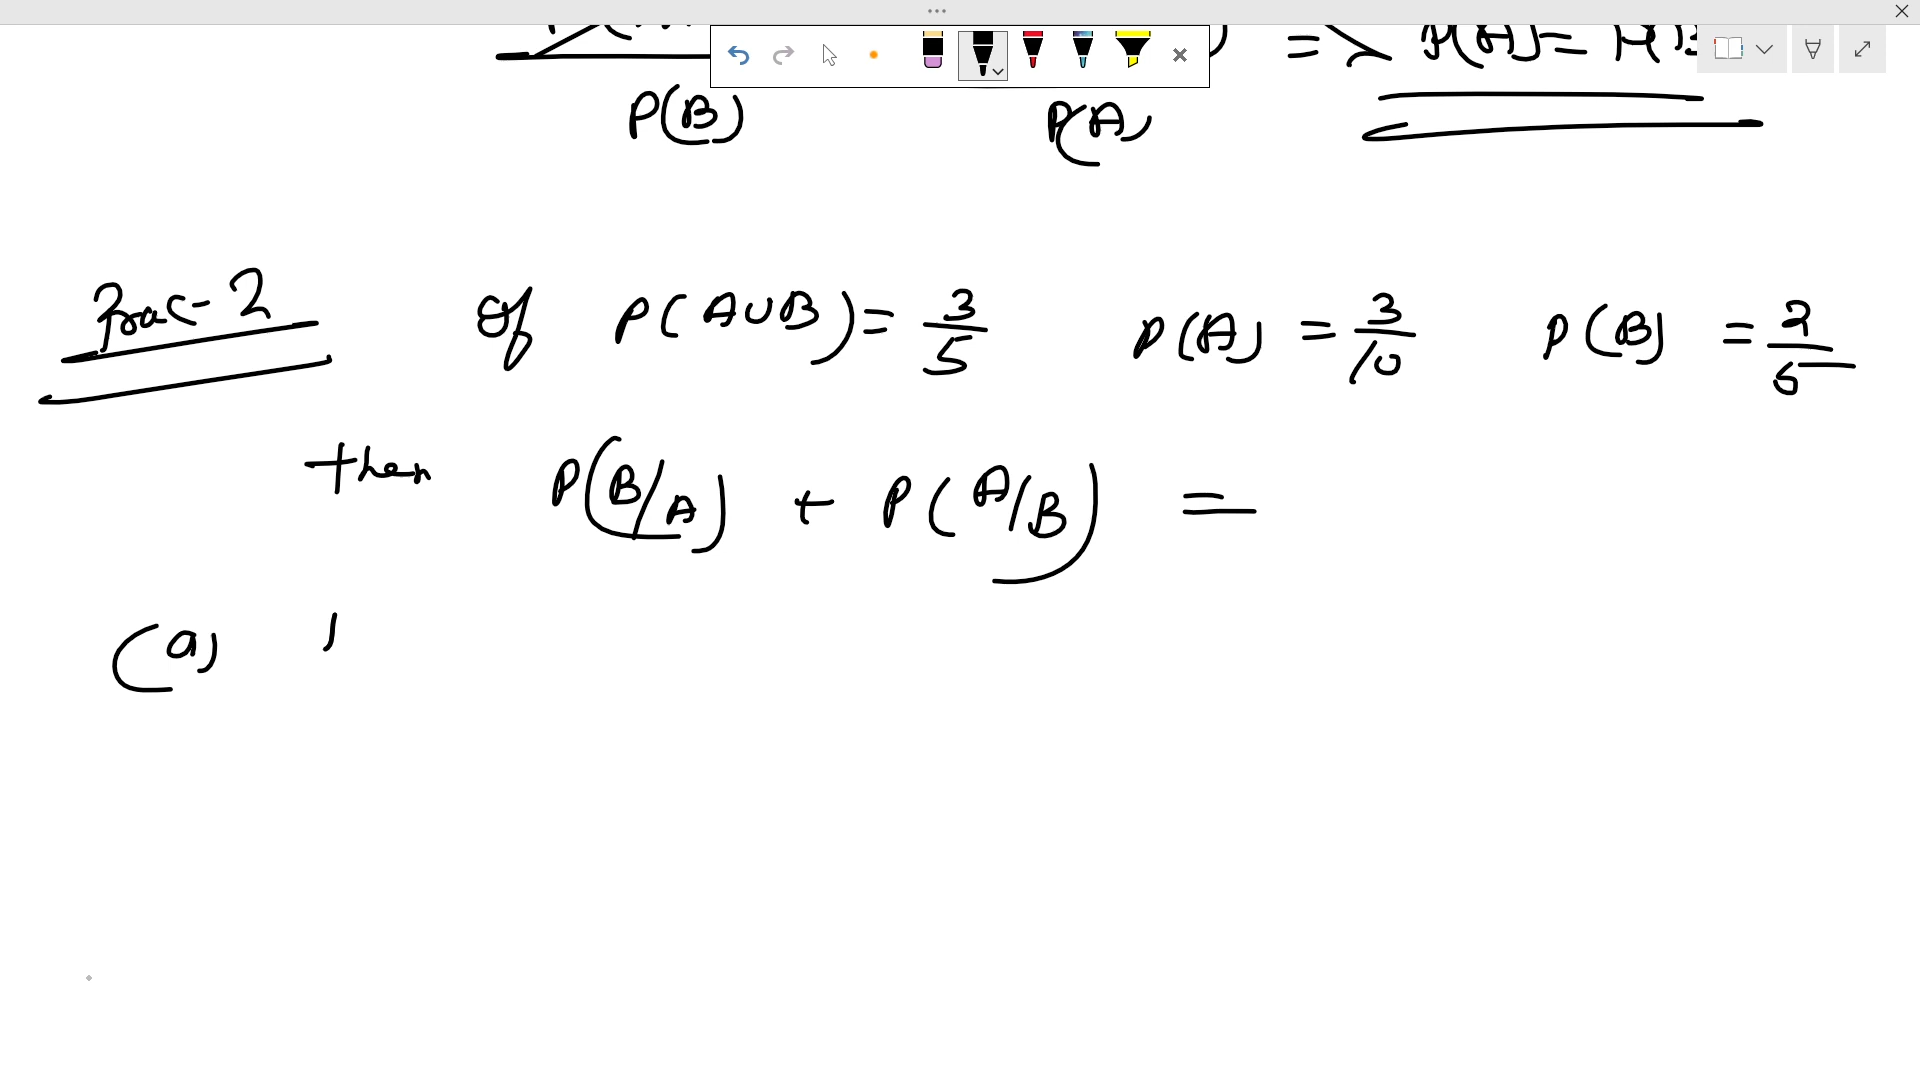 P(B) P(A) => P(A)= P(B
Prac-2 If P(A∪B)= 3/5 P(A) = 3/10 P(B) = 2/5
then P(B/A) + P(A/B) =
(a) 1